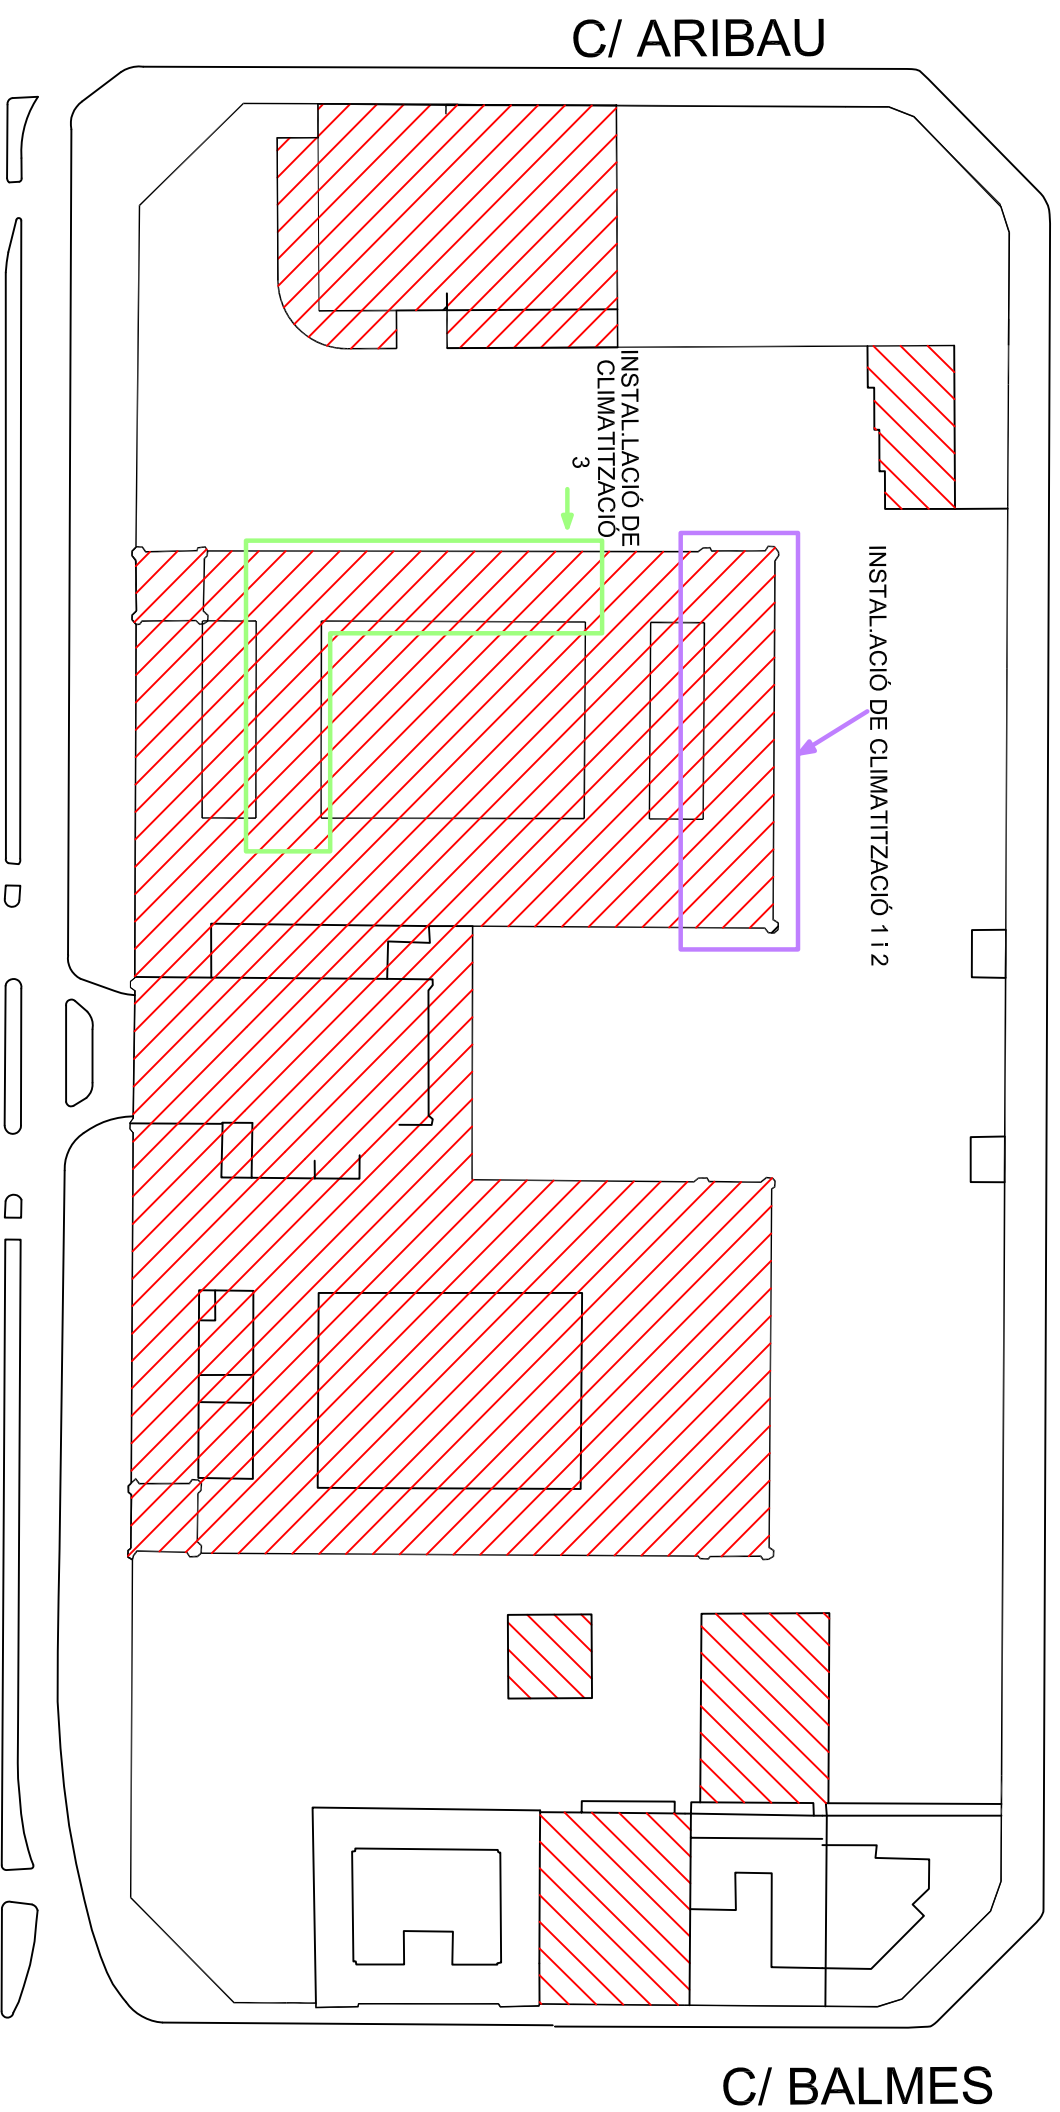 C/ ARIBAU
INSTAL.LACIÓ DE
CLIMATITZACIÓ
3
INSTAL.ACIÓ DE CLIMATITZACIÓ 1 i 2
C/ BALMES